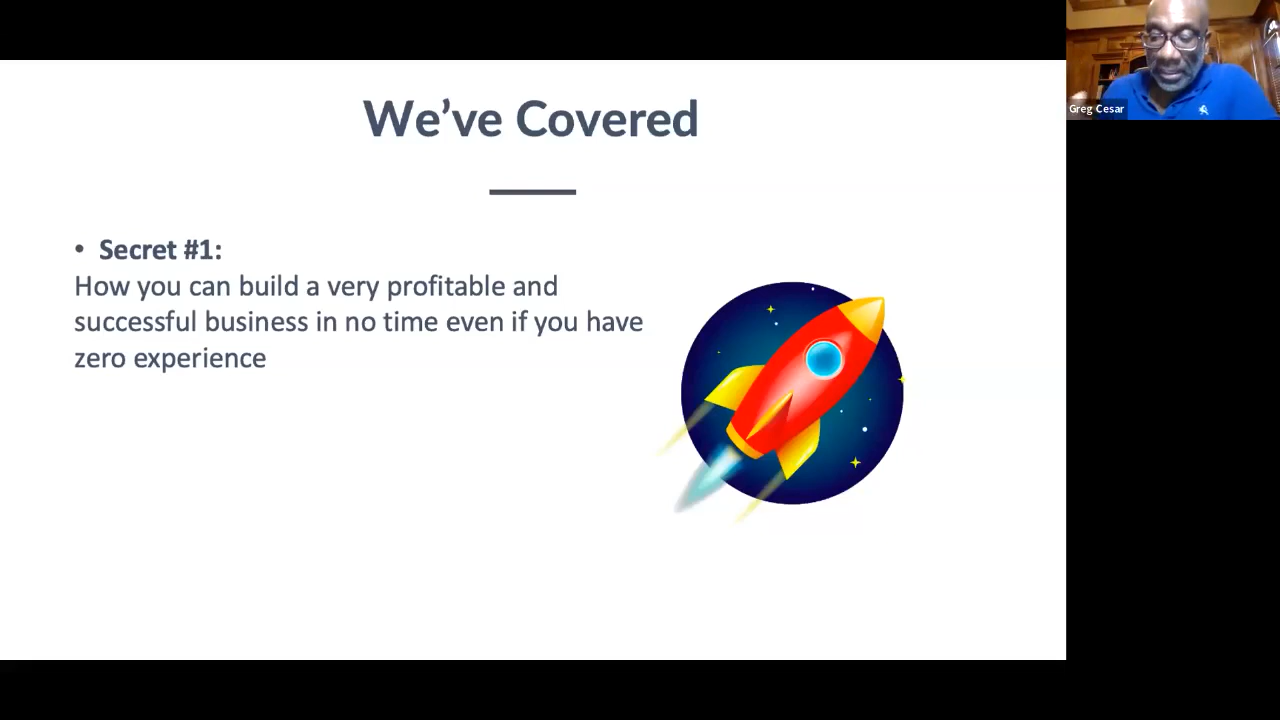 We’ve Covered
• Secret #1:
How you can build a very profitable and
successful business in no time even if you have
zero experience
Greg Cesar